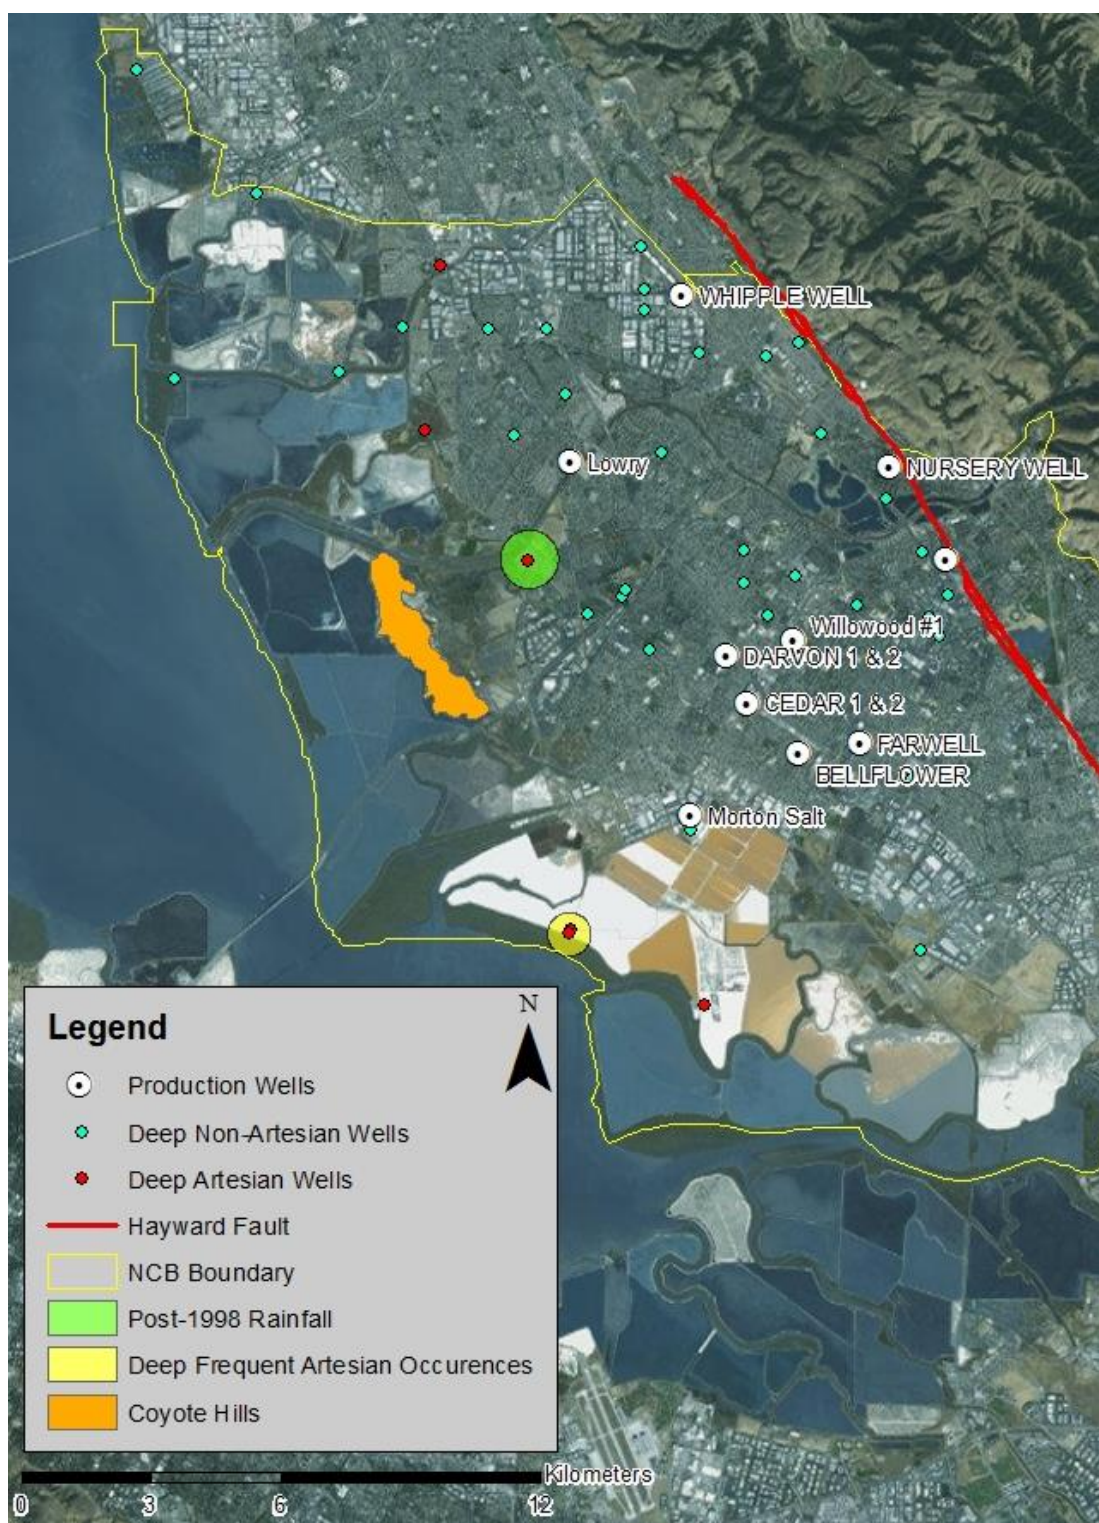 WHIPPLE WELL
Lowry
NURSERY WELL
Willowood #1
DARVON 1 & 2
CEDAR 1 & 2
FARWELL
BELLFLOWER
Morton Salt
Legend
N
Production Wells
Deep Non-Artesian Wells
Deep Artesian Wells
Hayward Fault
NCB Boundary
Post-1998 Rainfall
Deep Frequent Artesian Occurences
Coyote Hills
Kilometers
0 3 6 12